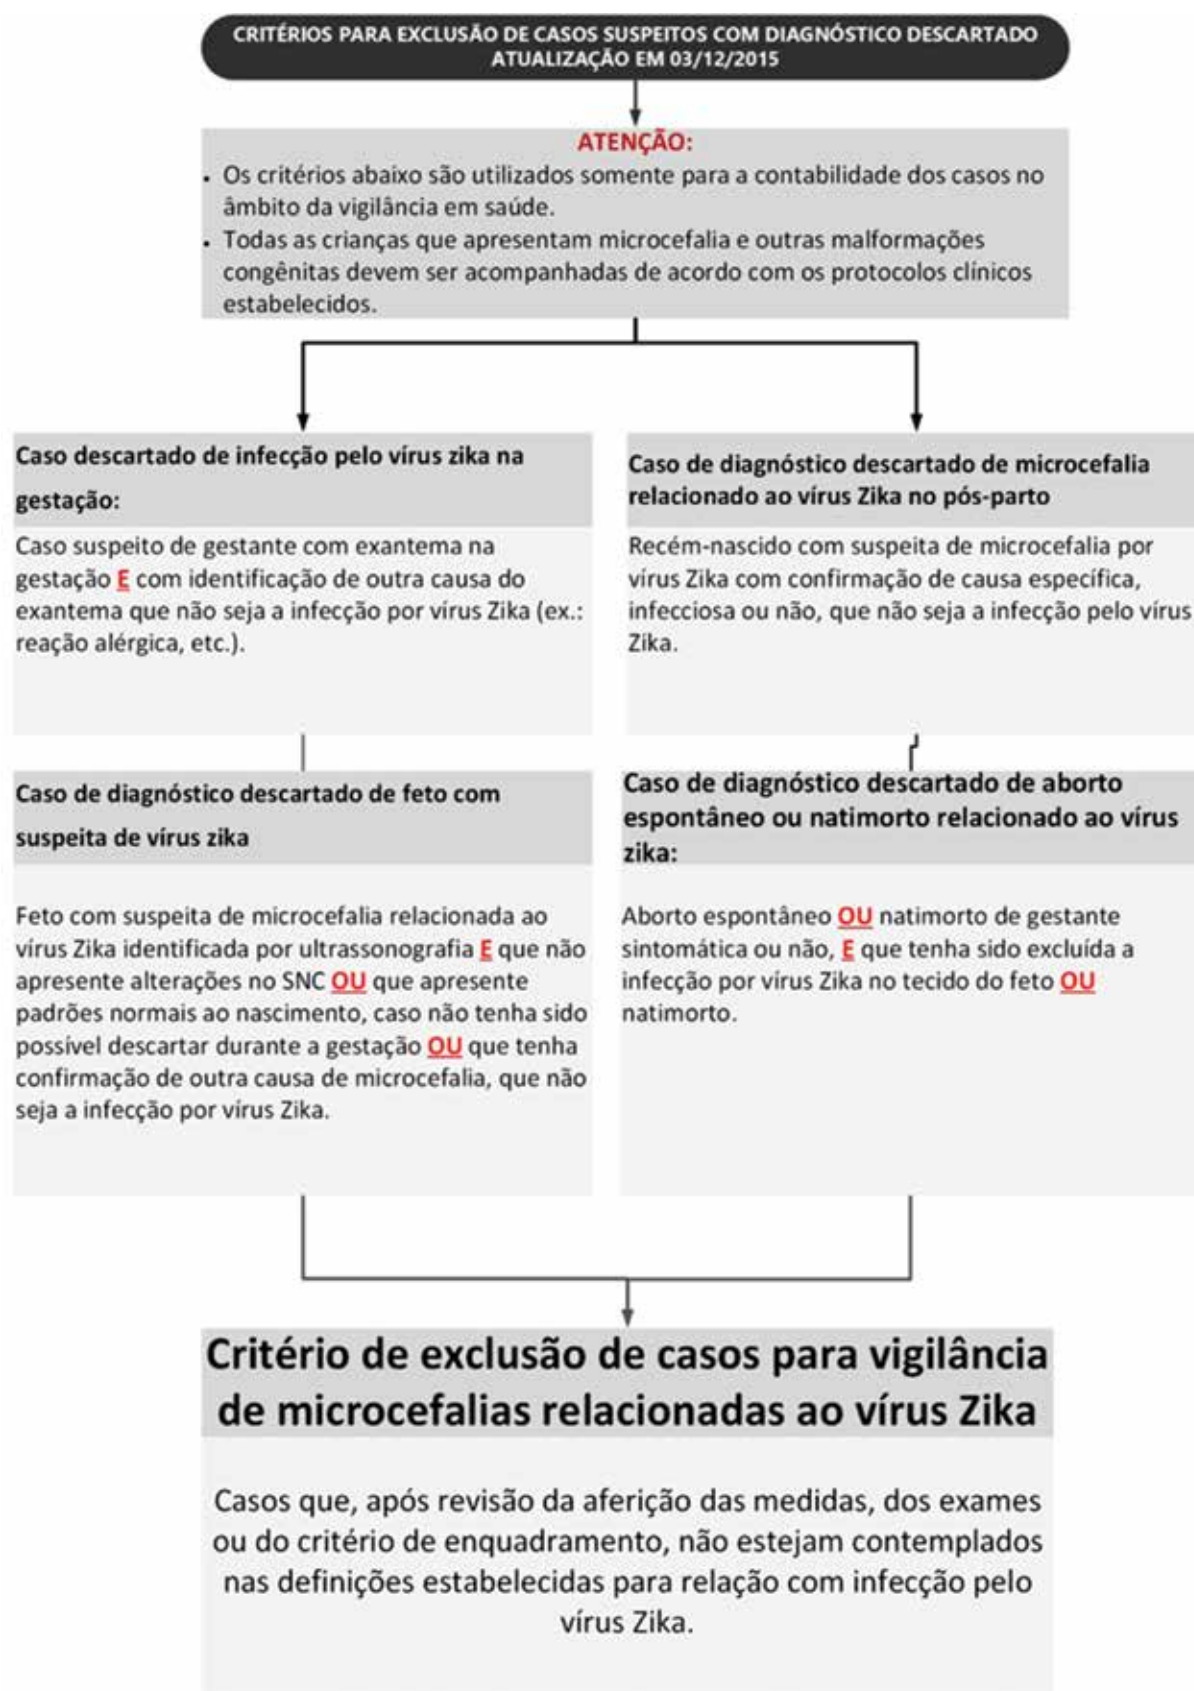 CRITÉRIOS PARA EXCLUSÃO DE CASOS SUSPEITOS COM DIAGNÓSTICO DESCARTADO
ATUALIZAÇÃO EM 03/12/2015
ATENÇÃO:
• Os critérios abaixo são utilizados somente para a contabilidade dos casos no
âmbito da vigilância em saúde.
• Todas as crianças que apresentam microcefalia e outras malformações
congênitas devem ser acompanhadas de acordo com os protocolos clínicos
estabelecidos.
Caso descartado de infecção pelo vírus zika na
gestação:
Caso suspeito de gestante com exantema na
gestação E com identificação de outra causa do
exantema que não seja a infecção por vírus Zika (ex.:
reação alérgica, etc.).
Caso de diagnóstico descartado de microcefalia
relacionado ao vírus Zika no pós-parto
Recém-nascido com suspeita de microcefalia por
vírus Zika com confirmação de causa específica,
infecciosa ou não, que não seja a infecção pelo vírus
Zika.
Caso de diagnóstico descartado de feto com
suspeita de vírus zika
Feto com suspeita de microcefalia relacionada ao
vírus Zika identificada por ultrassonografia E que não
apresente alterações no SNC OU que apresente
padrões normais ao nascimento, caso não tenha sido
possível descartar durante a gestação OU que tenha
confirmação de outra causa de microcefalia, que não
seja a infecção por vírus Zika.
Caso de diagnóstico descartado de aborto
espontâneo ou natimorto relacionado ao vírus
zika:
Aborto espontâneo OU natimorto de gestante
sintomática ou não, E que tenha sido excluída a
infecção por vírus Zika no tecido do feto OU
natimorto.
Critério de exclusão de casos para vigilância
de microcefalias relacionadas ao vírus Zika
Casos que, após revisão da aferição das medidas, dos exames
ou do critério de enquadramento, não estejam contemplados
nas definições estabelecidas para relação com infecção pelo
vírus Zika.